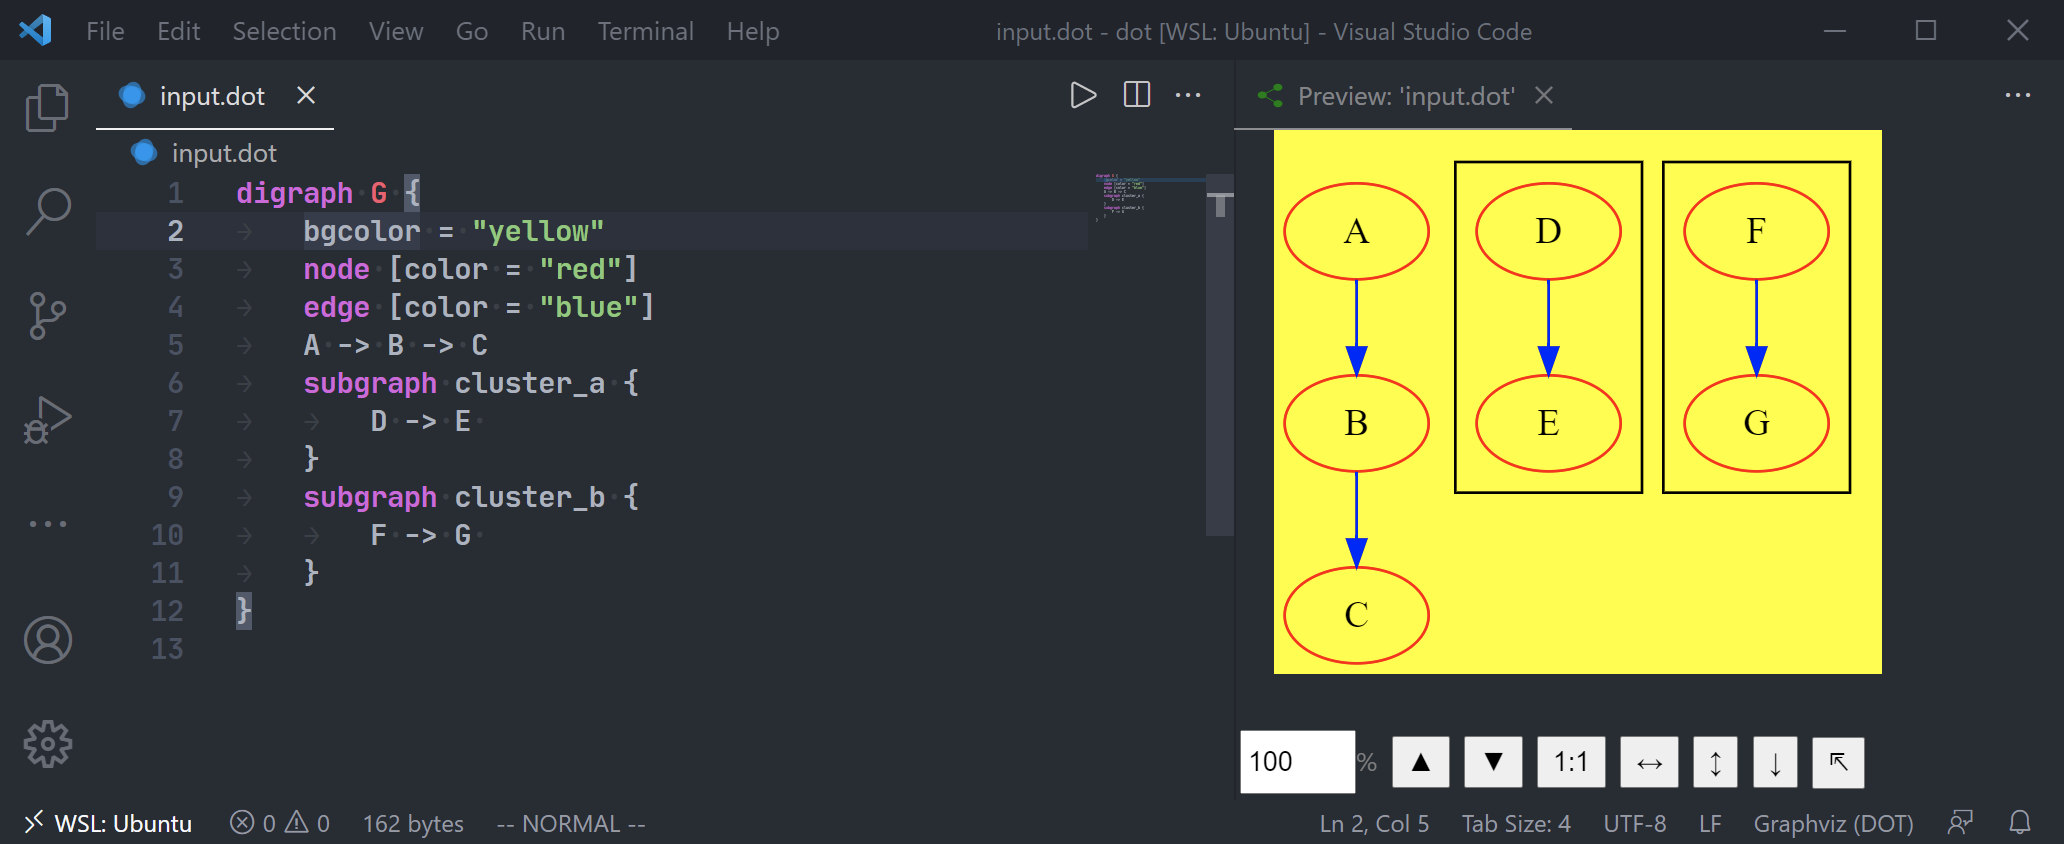 File Edit Selection View Go Run Terminal Help input.dot - dot [WSL: Ubuntu] - Visual Studio Code
input.dot
Preview: 'input.dot'
input.dot
1 digraph G {
2 bgcolor = "yellow"
3 node [color = "red"]
4 edge [color = "blue"]
5 A -> B -> C
6 subgraph cluster_a {
7 D -> E
8 }
9 subgraph cluster_b {
10 F -> G
11 }
12 }
13
A D F
B E G
C
100 % ▲ ▼ 1:1 ↔ ↕ ↓ ↖
WSL: Ubuntu 0 0 162 bytes -- NORMAL -- Ln 2, Col 5 Tab Size: 4 UTF-8 LF Graphviz (DOT)